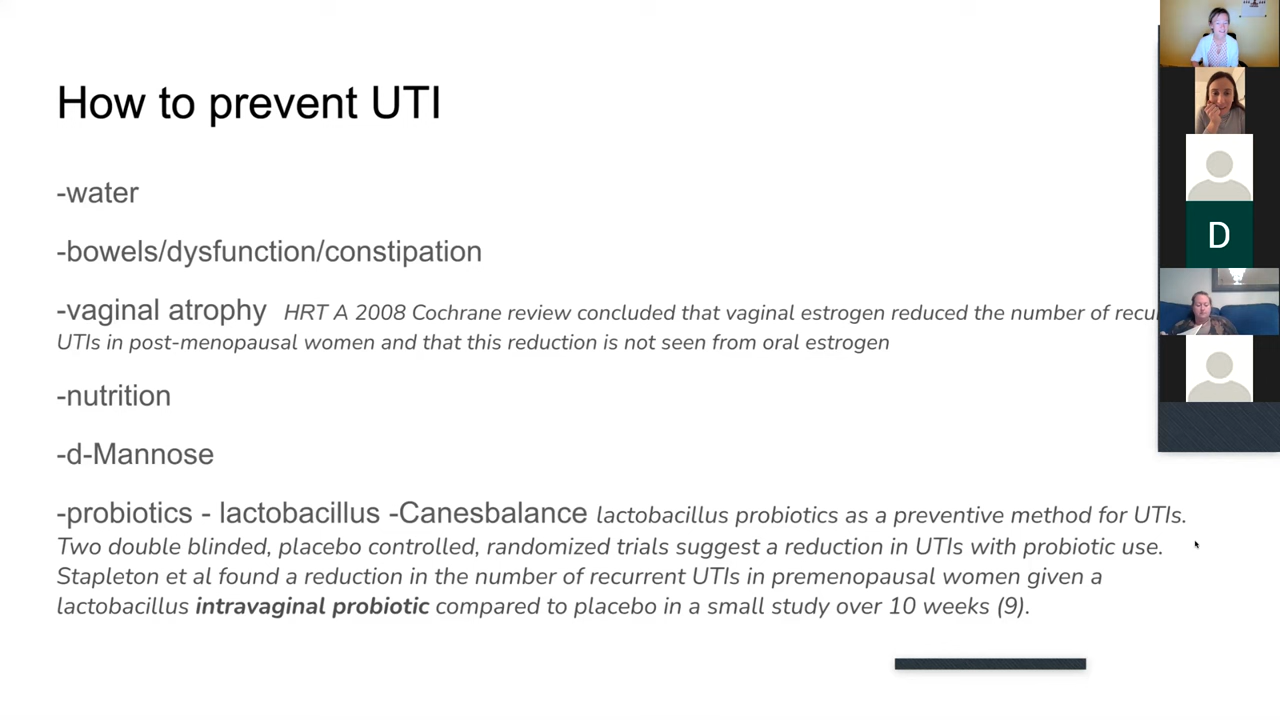 How to prevent UTI
-water
-bowels/dysfunction/constipation
-vaginal atrophy HRT A 2008 Cochrane review concluded that vaginal estrogen reduced the number of
UTIs in post-menopausal women and that this reduction is not seen from oral estrogen
-nutrition
-d-Mannose
-probiotics - lactobacillus -Canesbalance lactobacillus probiotics as a preventive method for UTIs.
Two double blinded, placebo controlled, randomized trials suggest a reduction in UTIs with probiotic use.
Stapleton et al found a reduction in the number of recurrent UTIs in premenopausal women given a
lactobacillus intravaginal probiotic compared to placebo in a small study over 10 weeks (9).
D